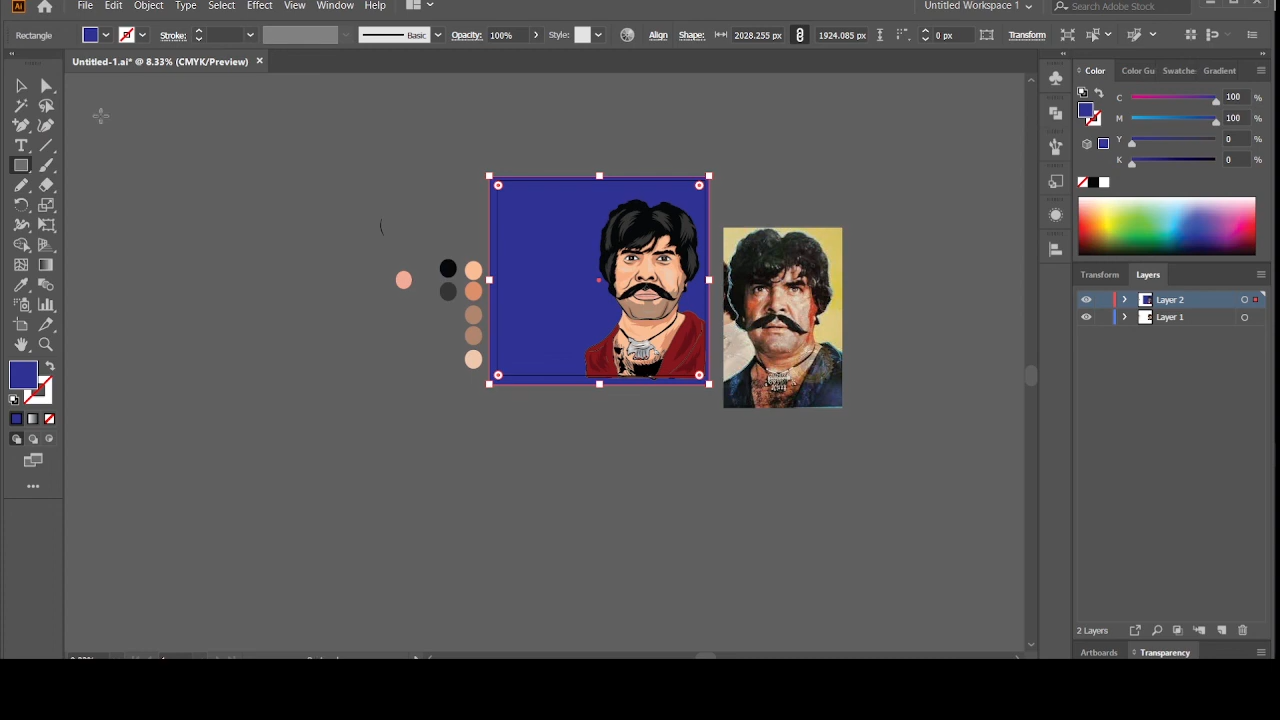 Ai File Edit Object Type Select Effect View Window Help Untitled Workspace 1 Search Adobe Stock
Rectangle Stroke: Basic Opacity: 100% Style: Align Shape: 2028.255 px 1924.085 px 0 px Transform
Untitled-1.ai* @ 8.33% (CMYK/Preview) ×
Color Color Gu Swatche Gradient
C 100 %
M 100 %
Y 0 %
K 0 %
Transform Layers
Layer 2
Layer 1
2 Layers
Artboards Transparency